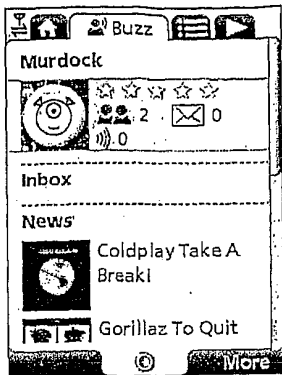 Buzz
Murdock
2 0
0
Inbox
News
Coldplay Take A
Break!
Gorillaz To Quit
©
More